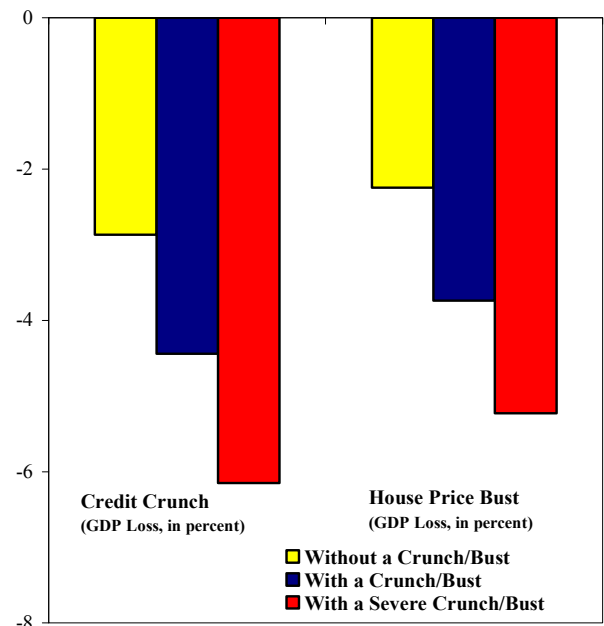 0
-2
-4
-6
-8
Credit Crunch
(GDP Loss, in percent)
House Price Bust
(GDP Loss, in percent)
Without a Crunch/Bust
With a Crunch/Bust
With a Severe Crunch/Bust